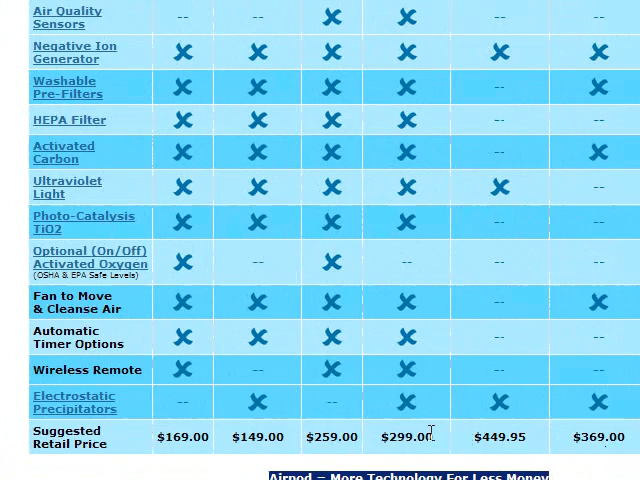 Air Quality
Sensors
-- -- -- --
Negative Ion
Generator
Washable
Pre-Filters
--
HEPA Filter
-- --
Activated
Carbon
--
Ultraviolet
Light
--
Photo-Catalysis
TiO2
-- --
Optional (On/Off)
Activated Oxygen
(OSHA & EPA Safe Levels)
-- -- -- --
Fan to Move
& Cleanse Air
--
Automatic
Timer Options
-- --
Wireless Remote
-- -- --
Electrostatic
Precipitators
-- --
Suggested
Retail Price
$169.00 $149.00 $259.00 $299.00 $449.95 $369.00
Airpod = More Technology For Less Money